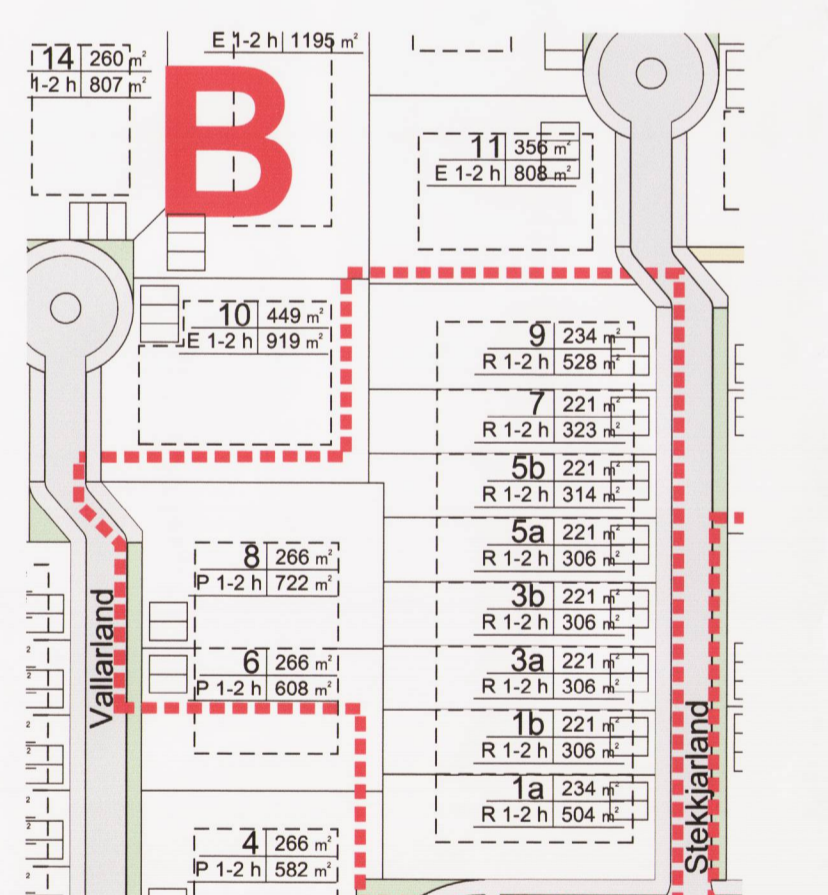 E 1-2 h 1195 m²
14 260 m²
1-2 h 807 m²
B
11 356 m²
E 1-2 h 808 m²
10 449 m²
E 1-2 h 919 m²
9 234 m²
R 1-2 h 528 m²
7 221 m²
R 1-2 h 323 m²
5b 221 m²
R 1-2 h 314 m²
5a 221 m²
R 1-2 h 306 m²
8 266 m²
P 1-2 h 722 m²
3b 221 m²
R 1-2 h 306 m²
6 266 m²
P 1-2 h 608 m²
3a 221 m²
R 1-2 h 306 m²
1b 221 m²
R 1-2 h 306 m²
1a 234 m²
R 1-2 h 504 m²
4 266 m²
P 1-2 h 582 m²
Vallarland
Stekkjarland